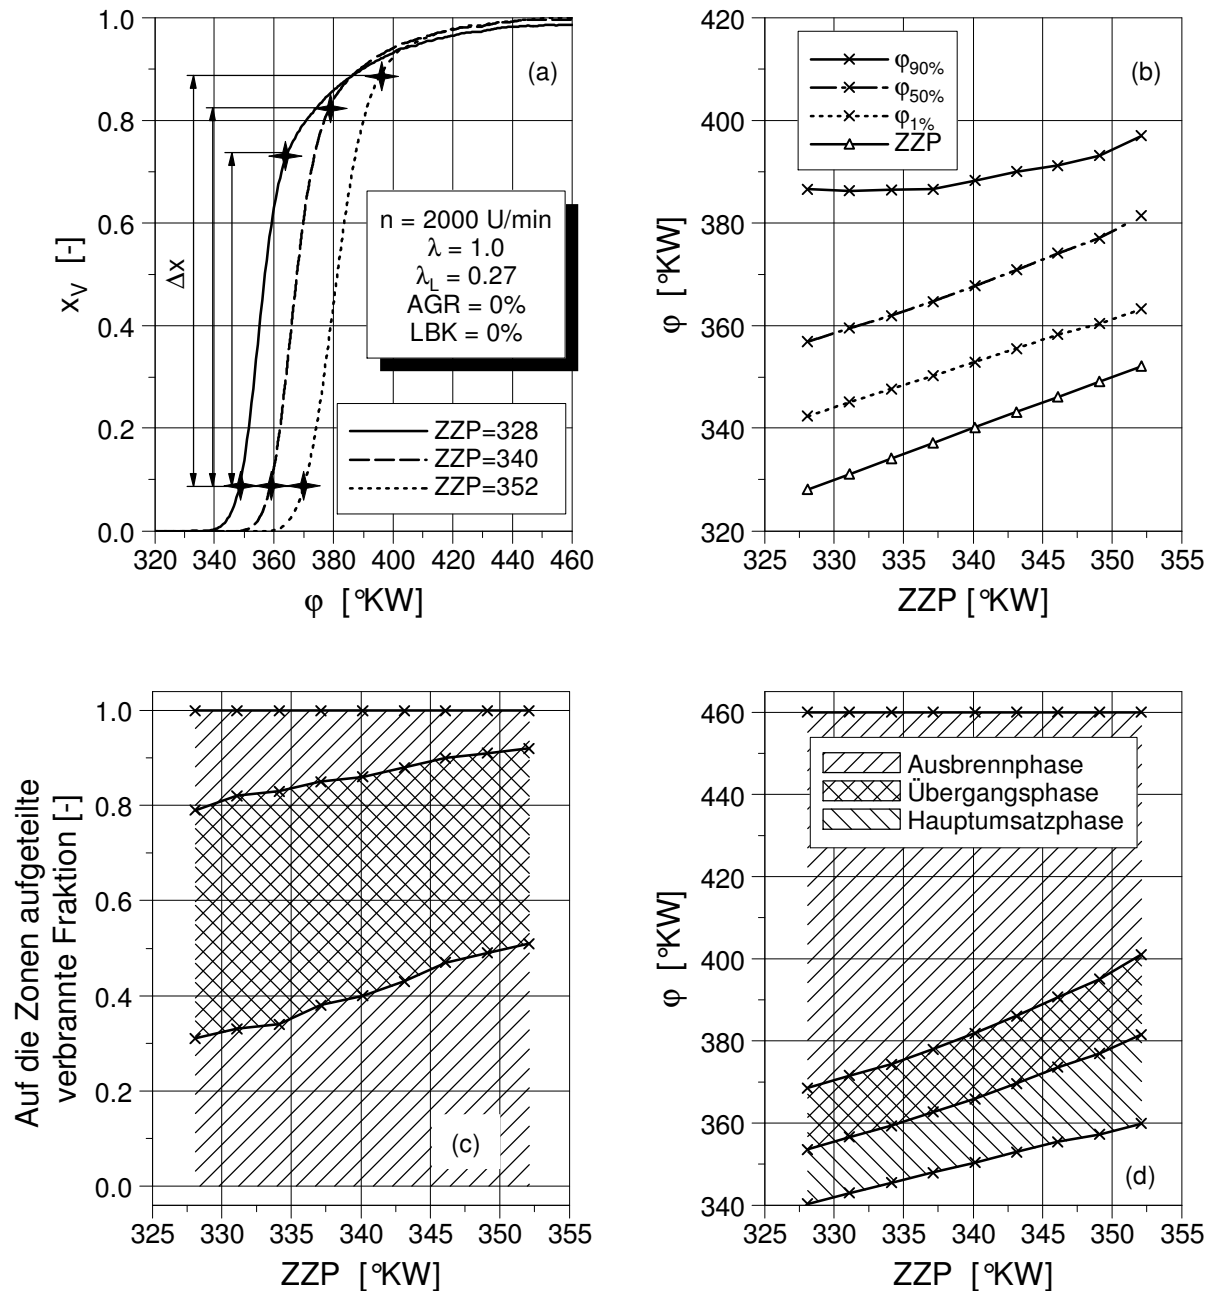 1.0
0.8
0.6
0.4
0.2
0.0
x_V [-]
Δx
(a)
n = 2000 U/min
λ = 1.0
λ_L = 0.27
AGR = 0%
LBK = 0%
ZZP=328
ZZP=340
ZZP=352
320 340 360 380 400 420 440 460
φ [°KW]
420
400
380
360
340
320
φ [°KW]
φ90%
φ50%
φ1%
ZZP
(b)
325 330 335 340 345 350 355
ZZP [°KW]
1.0
0.8
0.6
0.4
0.2
0.0
Auf die Zonen aufgeteilte
verbrannte Fraktion [-]
(c)
325 330 335 340 345 350 355
ZZP [°KW]
460
440
420
400
380
360
340
φ [°KW]
Ausbrennphase
Übergangsphase
Hauptumsatzphase
(d)
325 330 335 340 345 350 355
ZZP [°KW]